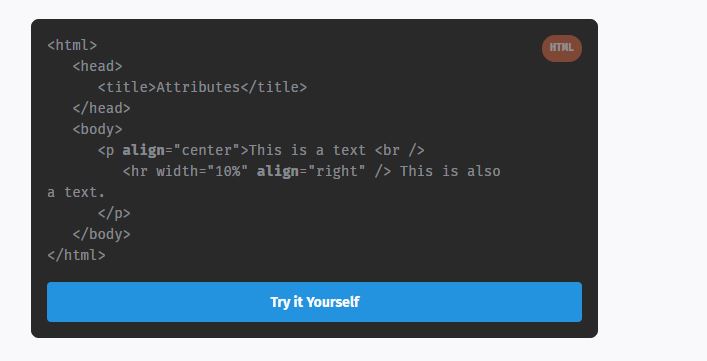 <html>
HTML
<head>
<title>Attributes</title>
</head>
<body>
<p align="center">This is a text <br />
<hr width="10%" align="right" /> This is also
a text.
</p>
</body>
</html>
Try it Yourself